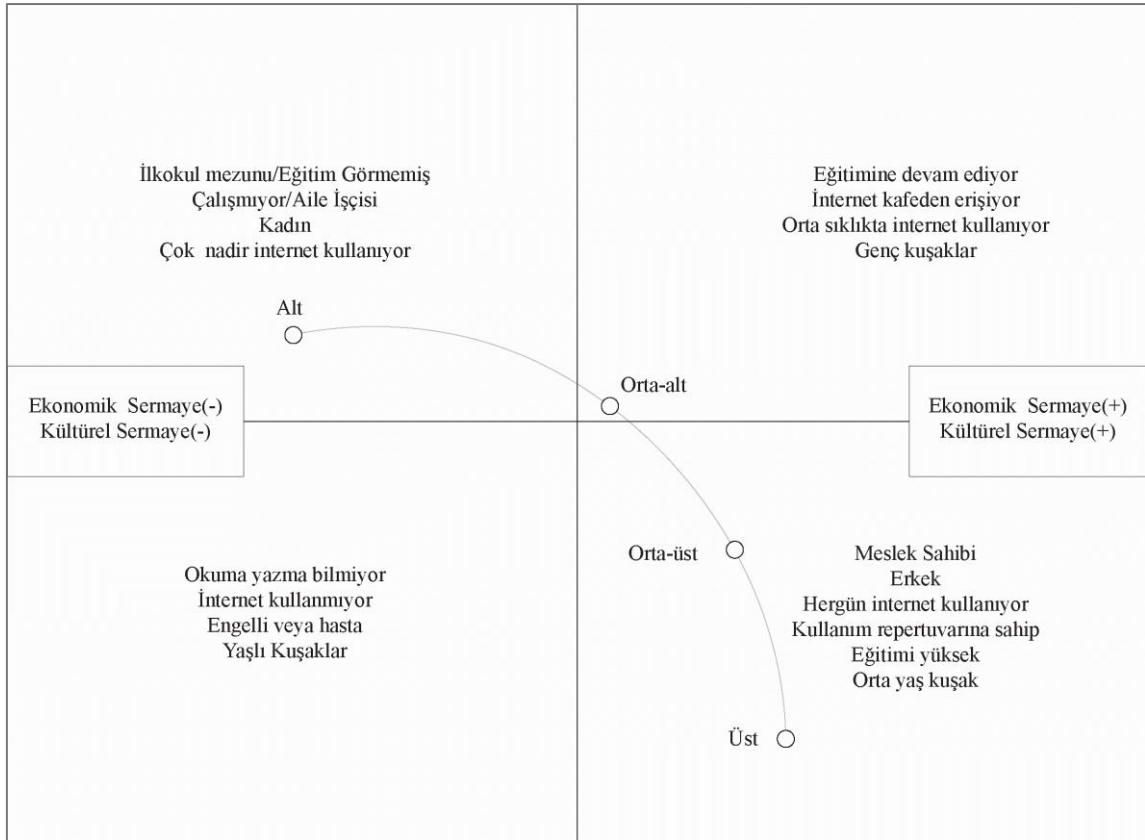 İlkokul mezunu/Eğitim Görmemiş
Çalışmıyor/Aile İşçisi
Kadın
Çok nadir internet kullanıyor
Eğitimine devam ediyor
İnternet kafeden erişiyor
Orta sıklıkta internet kullanıyor
Genç kuşaklar
Alt
Orta-alt
Ekonomik Sermaye(-)
Kültürel Sermaye(-)
Ekonomik Sermaye(+)
Kültürel Sermaye(+)
Okuma yazma bilmiyor
İnternet kullanmıyor
Engelli veya hasta
Yaşlı Kuşaklar
Orta-üst
Meslek Sahibi
Erkek
Hergün internet kullanıyor
Kullanım repertuvarına sahip
Eğitimi yüksek
Orta yaş kuşak
Üst